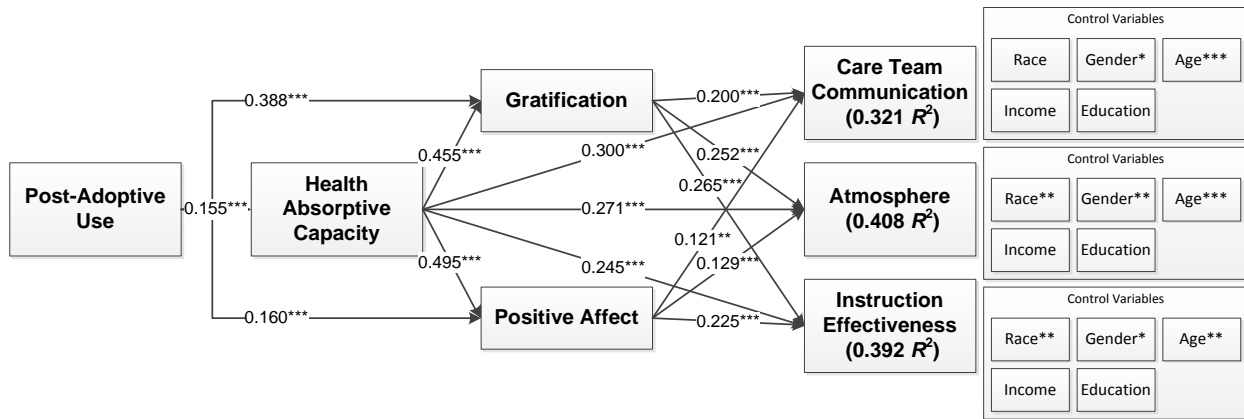 Post-Adoptive
Use
0.388***
0.155***
0.160***
Health
Absorptive
Capacity
0.455***
0.495***
Gratification
Positive Affect
0.200***
0.300***
0.252***
0.265***
0.271***
0.121**
0.129***
0.245***
0.225***
Care Team
Communication
(0.321 R²)
Atmosphere
(0.408 R²)
Instruction
Effectiveness
(0.392 R²)
Control Variables
Race Gender* Age***
Income Education
Control Variables
Race** Gender** Age***
Income Education
Control Variables
Race** Gender* Age**
Income Education